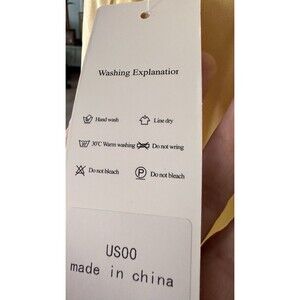 Washing Explanation
Hand wash Line dry
30℃ Warm washing Do not wring
Do not bleach P Do not bleach
US00
made in china